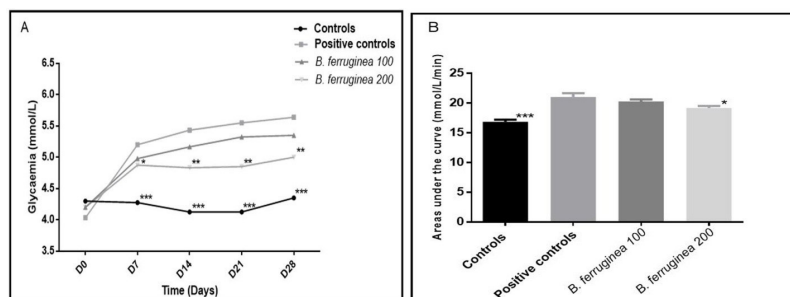 A
Controls
Positive controls
B. ferruginea 100
B. ferruginea 200
Glycaemia (mmol/L)
6.5
6.0
5.5
5.0
4.5
4.0
3.5
*
**
**
**
***
***
***
***
D0
D7
D14
D21
D28
Time (Days)
B
Areas under the curve (mmol/L/min)
25
20
15
10
5
0
***
*
Controls
Positive controls
B. ferruginea 100
B. ferruginea 200